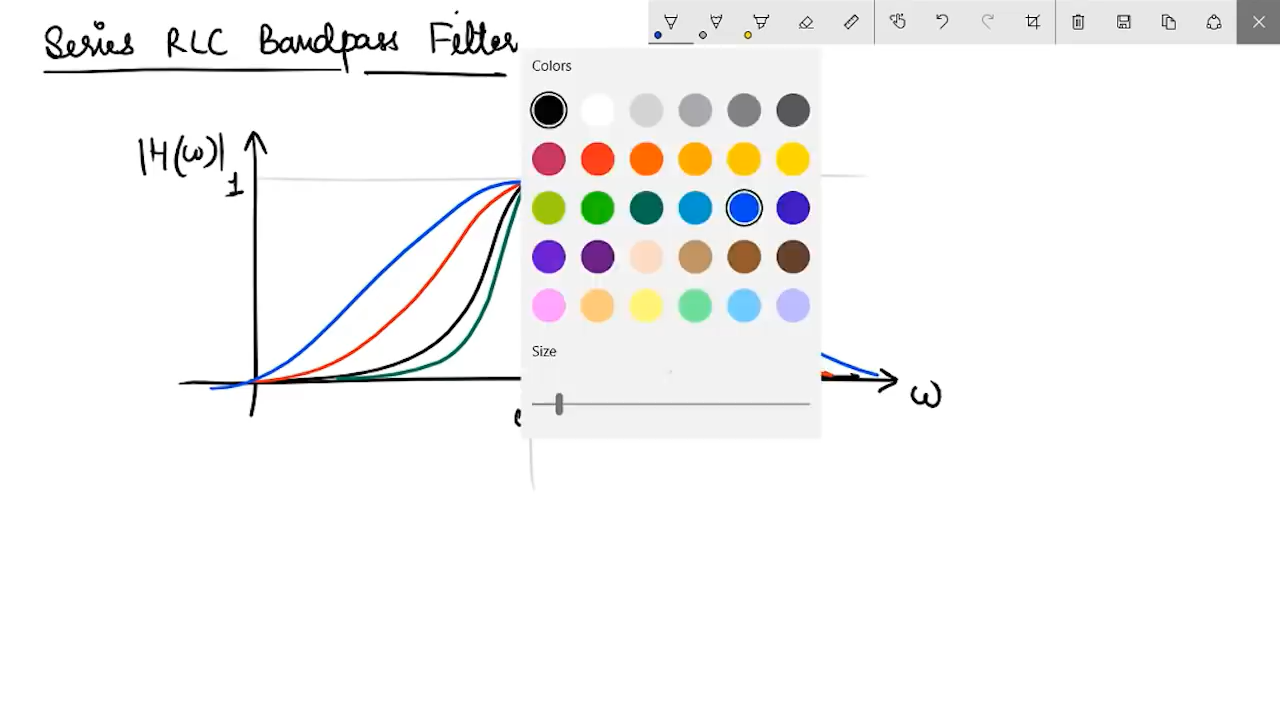 Series RLC Bandpass Filter
Colors
|H(ω)|
1
Size
ω